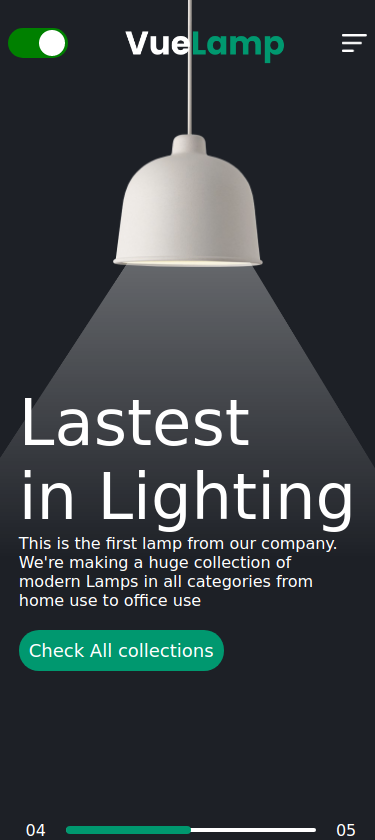 VueLamp
Lastest
in Lighting
This is the first lamp from our company.
We're making a huge collection of
modern Lamps in all categories from
home use to office use
Check All collections
04 05